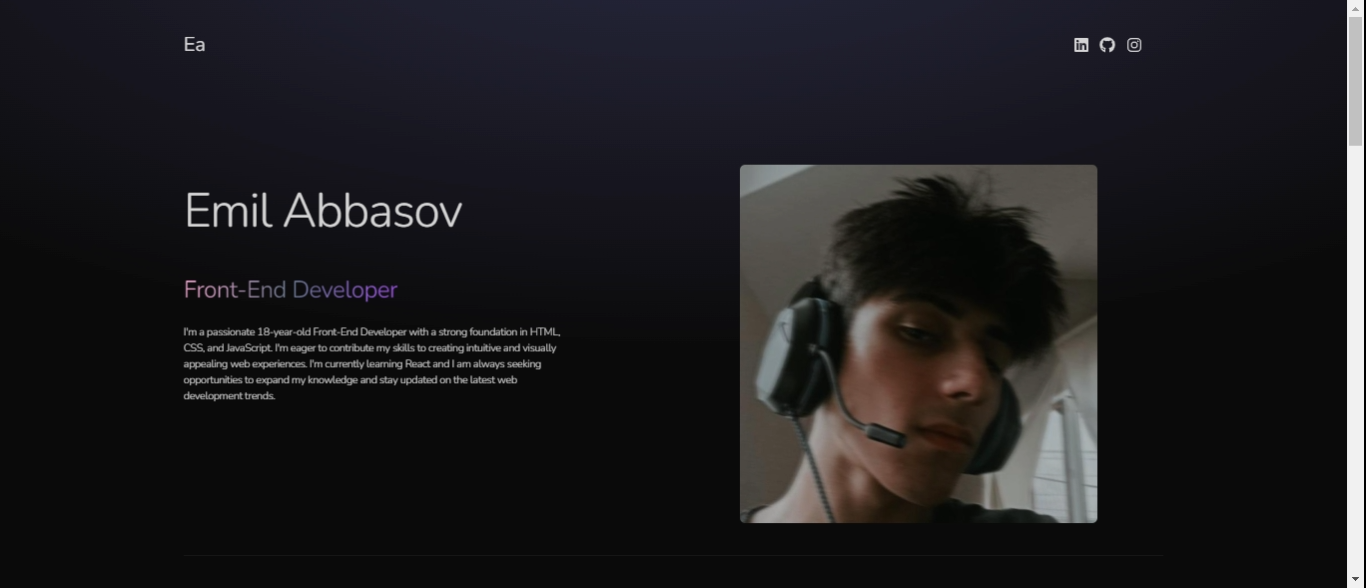 Ea
Emil Abbasov
Front-End Developer
I'm a passionate 18-year-old Front-End Developer with a strong foundation in HTML,
CSS, and JavaScript. I'm eager to contribute my skills to creating intuitive and visually
appealing web experiences. I'm currently learning React and I am always seeking
opportunities to expand my knowledge and stay updated on the latest web
development trends.